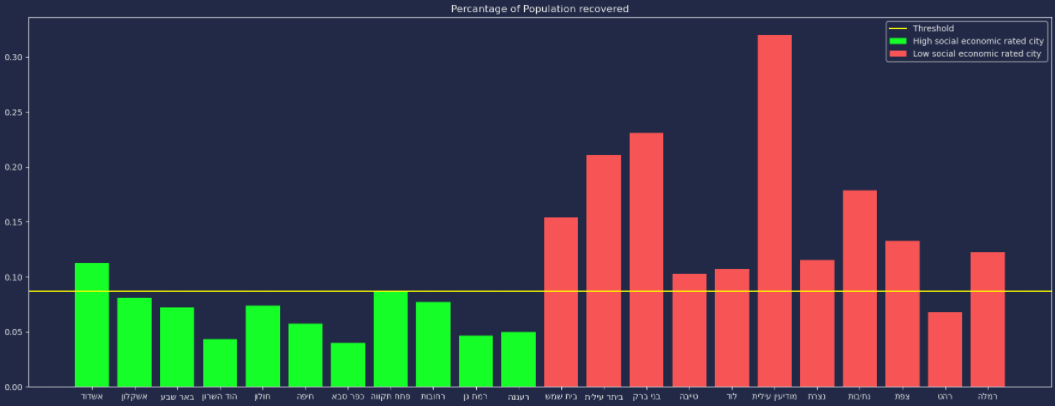 Percantage of Population recovered
Threshold
High social economic rated city
Low social economic rated city
0.30
0.25
0.20
0.15
0.10
0.05
0.00
אשדוד אשקלון באר שבע הוד השרון חולון חיפה כפר סבא פתח תקווה רחובות רמת גן רעננה בית שמש ביתר עילית בני ברק טייבה לוד מודיעין עילית נצרת נתיבות צפת רהט רמלה